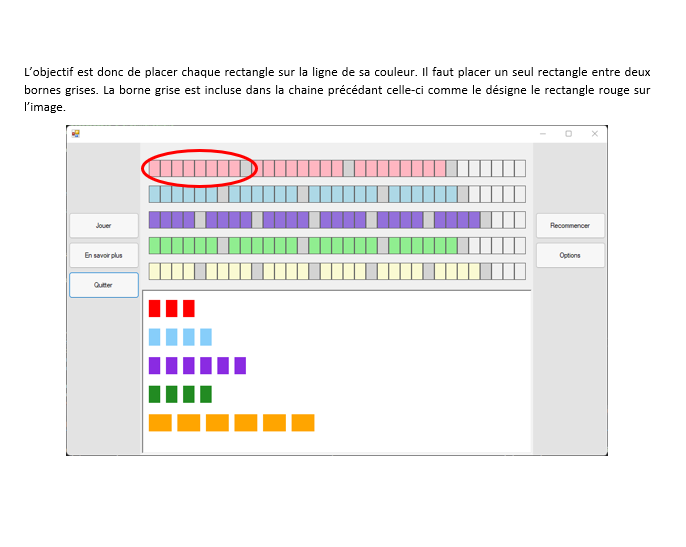 L’objectif est donc de placer chaque rectangle sur la ligne de sa couleur. Il faut placer un seul rectangle entre deux
bornes grises. La borne grise est incluse dans la chaine précédant celle-ci comme le désigne le rectangle rouge sur
l’image.
Jouer
Recommencer
En savoir plus
Options
Quitter